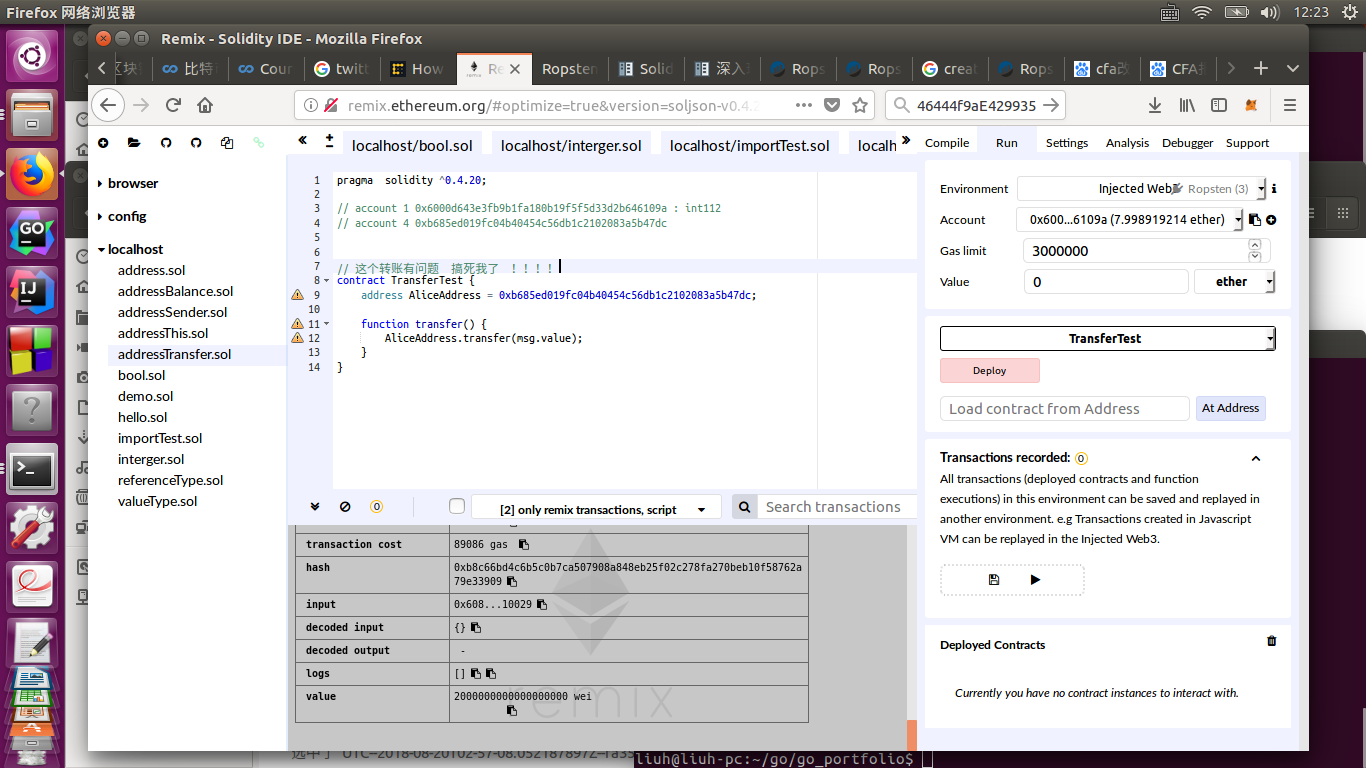 Firefox 网络浏览器
12:23
Remix - Solidity IDE - Mozilla Firefox
比特
Cour
twitt
How
Re
Ropsten
Solid
深入
Rops
Rops
crea
Rops
cfa改
CFA报
remix.ethereum.org/#optimize=true&version=soljson-v0.4.2
46444f9aE429935
localhost/bool.sol
localhost/interger.sol
localhost/importTest.sol
localh
Compile
Run
Settings
Analysis
Debugger
Support
browser
config
localhost
address.sol
addressBalance.sol
addressSender.sol
addressThis.sol
addressTransfer.sol
bool.sol
demo.sol
hello.sol
importTest.sol
interger.sol
referenceType.sol
valueType.sol
1 pragma solidity ^0.4.20;
2
3 // account 1 0x6000d643e3fb9b1fa180b19f5f5d33d2b646109a : int112
4 // account 4 0xb685ed019fc04b40454c56db1c2102083a5b47dc
5
6
7 // 这个转账有问题 搞死我了 ！！！！
8 contract TransferTest {
9 address AliceAddress = 0xb685ed019fc04b40454c56db1c2102083a5b47dc;
10
11 function transfer() {
12 AliceAddress.transfer(msg.value);
13 }
14 }
Environment
Injected Web3
Ropsten (3)
Account
0x600...6109a (7.998919214 ether)
Gas limit
3000000
Value
0
ether
TransferTest
Deploy
Load contract from Address
At Address
Transactions recorded: 0
All transactions (deployed contracts and function
executions) in this environment can be saved and replayed in
another environment. e.g Transactions created in Javascript
VM can be replayed in the Injected Web3.
Deployed Contracts
Currently you have no contract instances to interact with.
0
[2] only remix transactions, script
Search transactions
transaction cost 89086 gas
hash 0xb8c66bd4c6b5c0b7ca507908a848eb25f02c278fa270beb10f58762a
79e33909
input 0x608...10029
decoded input {}
decoded output -
logs []
value 2000000000000000000 wei
remix
liuh@liuh-pc:~/go/go_portfolio$